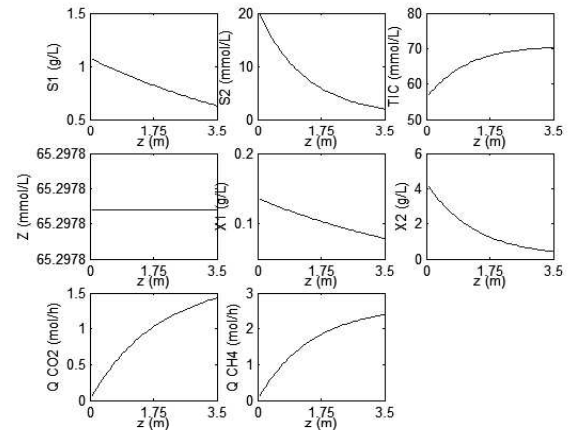 S1 (g/L)
1.5
1
0.5
0 1.75 3.5
z (m)
S2 (mmol/L)
20
15
10
5
0
0 1.75 3.5
z (m)
TIC (mmol/L)
80
70
60
50
0 1.75 3.5
z (m)
Z (mmol/L)
65.2978
65.2978
65.2978
65.2978
0 1.75 3.5
z (m)
X1 (g/L)
0.2
0.1
0
0 1.75 3.5
z (m)
X2 (g/L)
6
4
2
0
0 1.75 3.5
z (m)
Q CO2 (mol/h)
1.5
1
0.5
0
0 1.75 3.5
z (m)
Q CH4 (mol/h)
3
2
1
0
0 1.75 3.5
z (m)